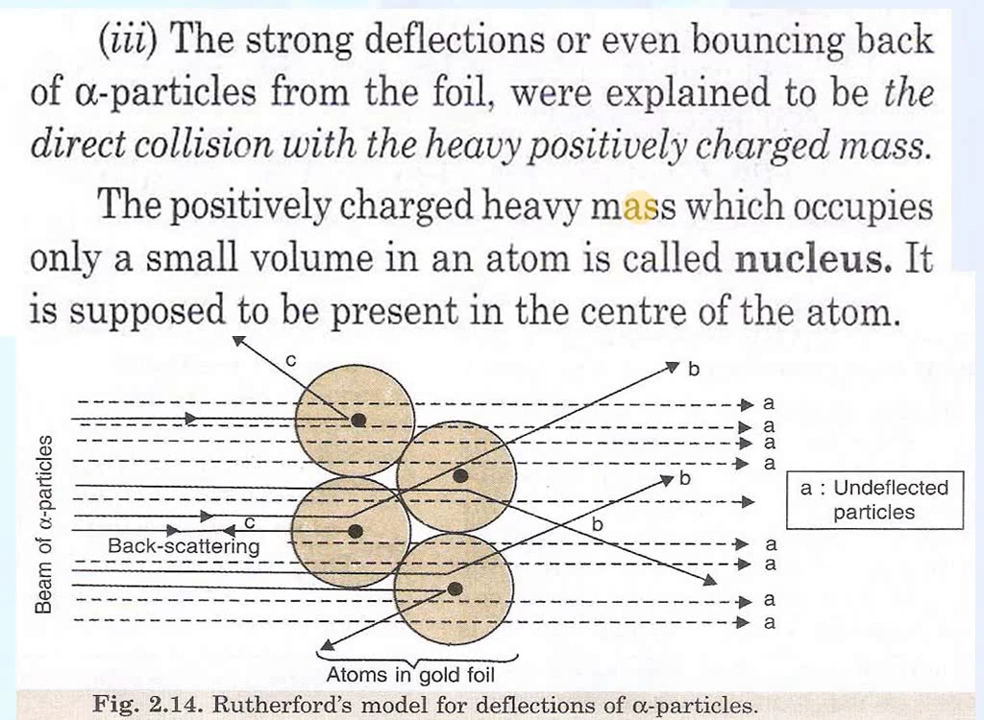 (iii) The strong deflections or even bouncing back
of α-particles from the foil, were explained to be the
direct collision with the heavy positively charged mass.
The positively charged heavy mass which occupies
only a small volume in an atom is called nucleus. It
is supposed to be present in the centre of the atom.
c
b
a
a
a
a
b
a : Undeflected
particles
b
c
Back-scattering
a
a
a
a
Beam of α-particles
Atoms in gold foil
Fig. 2.14. Rutherford's model for deflections of α-particles.